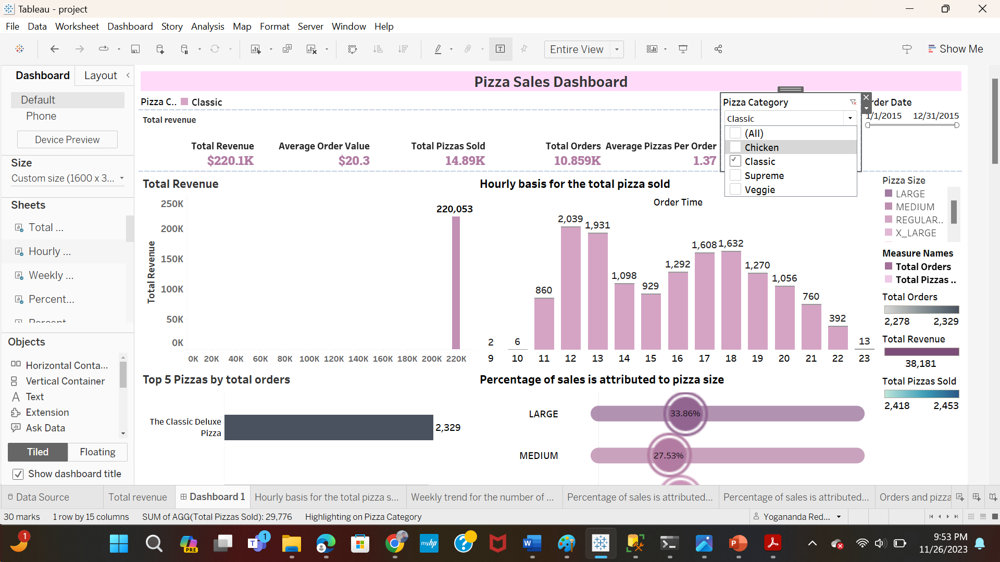 Tableau - project
File Data Worksheet Dashboard Story Analysis Map Format Server Window Help
Entire View
Show Me
Dashboard Layout
Default
Phone
Device Preview
Size
Custom size (1600 x 3...
Sheets
Total ...
Hourly ...
Weekly ...
Percent...
Objects
Horizontal Conta...
Vertical Container
Text
Extension
Ask Data
Tiled Floating
Show dashboard title
Pizza Sales Dashboard
Pizza C.. Classic
Pizza Category
Classic
(All)
Chicken
Classic
Supreme
Veggie
rder Date
1/1/2015 12/31/2015
Total revenue
Total Revenue Average Order Value Total Pizzas Sold Total Orders Average Pizzas Per Order
$220.1K $20.3 14.89K 10.859K 1.37
Total Revenue
250K
200K
150K
100K
50K
0K
Total Revenue
220,053
0K 20K 40K 60K 80K 100K 120K 140K 160K 180K 200K 220K
Hourly basis for the total pizza sold
Order Time
2 6 860 2,039 1,931 1,098 929 1,292 1,608 1,632 1,270 1,056 760 392 13
9 10 11 12 13 14 15 16 17 18 19 20 21 22 23
Pizza Size
LARGE
MEDIUM
REGULAR..
X_LARGE
Measure Names
Total Orders
Total Pizzas ..
Total Orders
2,278 2,329
Total Revenue
38,181
Total Pizzas Sold
2,418 2,453
Top 5 Pizzas by total orders
The Classic Deluxe
Pizza
2,329
Percentage of sales is attributed to pizza size
LARGE 33.86%
MEDIUM 27.53%
Data Source Total revenue Dashboard 1 Hourly basis for the total pizza s... Weekly trend for the number of ... Percentage of sales is attributed... Percentage of sales is attributed... Orders and pizza
30 marks 1 row by 15 columns SUM of AGG(Total Pizzas Sold): 29,776 Highlighting on Pizza Category Yogananda Red...
1
PRE
1
myhp
9:53 PM
11/26/2023